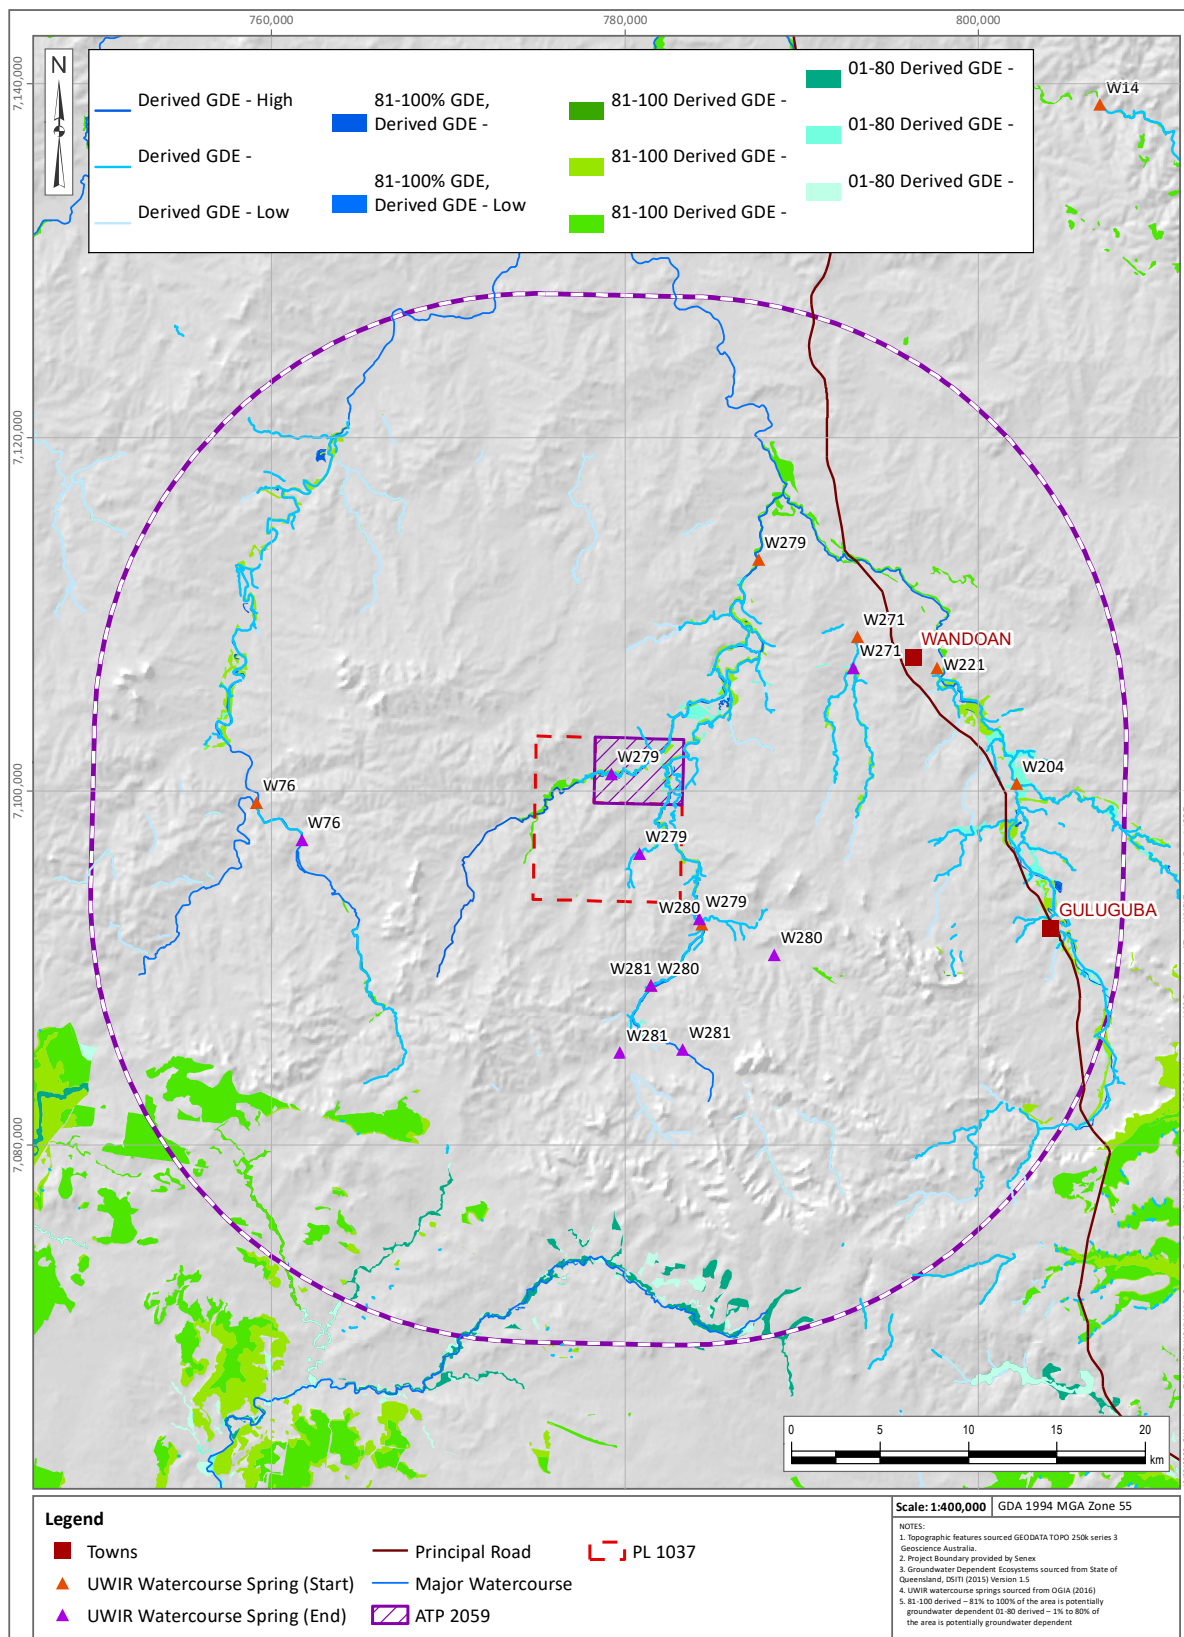 760,000
780,000
800,000
7,140,000
7,120,000
7,100,000
7,080,000
N
Derived GDE - High
Derived GDE -
Derived GDE - Low
81-100% GDE,
Derived GDE -
81-100% GDE,
Derived GDE - Low
81-100 Derived GDE -
81-100 Derived GDE -
81-100 Derived GDE -
01-80 Derived GDE -
01-80 Derived GDE -
01-80 Derived GDE -
W14
W279
W271
WANDOAN
W271
W221
W279
W204
W76
W76
W279
W280
W279
GULUGUBA
W280
W281
W280
W281
W281
0
5
10
15
20
km
Legend
Towns
UWIR Watercourse Spring (Start)
UWIR Watercourse Spring (End)
Principal Road
Major Watercourse
ATP 2059
PL 1037
Scale: 1:400,000
GDA 1994 MGA Zone 55
NOTES:
1. Topographic features sourced GEODATA TOPO 250k series 3
Geoscience Australia.
2. Project Boundary provided by Senex
3. Groundwater Dependent Ecosystems sourced from State of
Queensland, DSITI (2015) Version 1.5
4. UWIR watercourse springs sourced from OGIA (2016)
5. 81-100 derived – 81% to 100% of the area is potentially
groundwater dependent 01-80 derived – 1% to 80% of
the area is potentially groundwater dependent